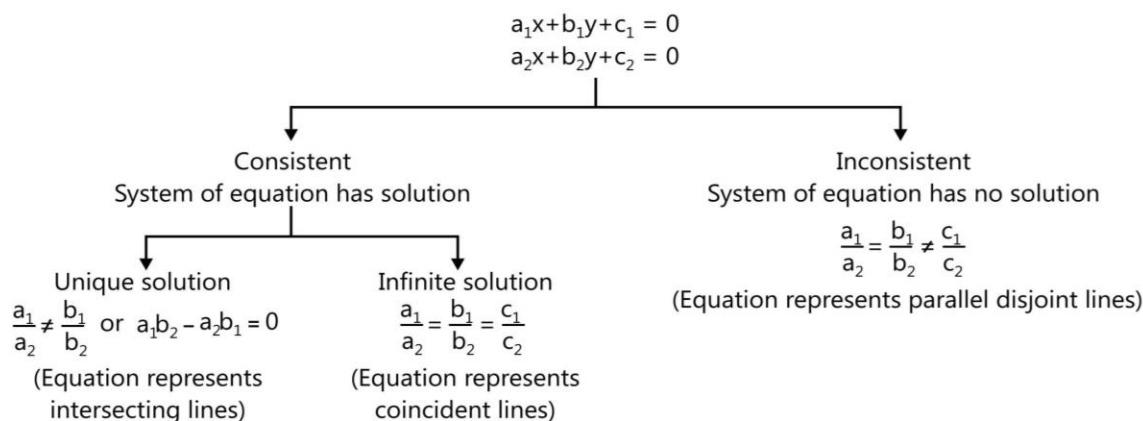 a₁x+b₁y+c₁ = 0
a₂x+b₂y+c₂ = 0
Consistent
System of equation has solution
Inconsistent
System of equation has no solution
a₁/a₂ = b₁/b₂ ≠ c₁/c₂
(Equation represents parallel disjoint lines)
Unique solution
a₁/a₂ ≠ b₁/b₂ or a₁b₂ – a₂b₁ = 0
(Equation represents
intersecting lines)
Infinite solution
a₁/a₂ = b₁/b₂ = c₁/c₂
(Equation represents
coincident lines)